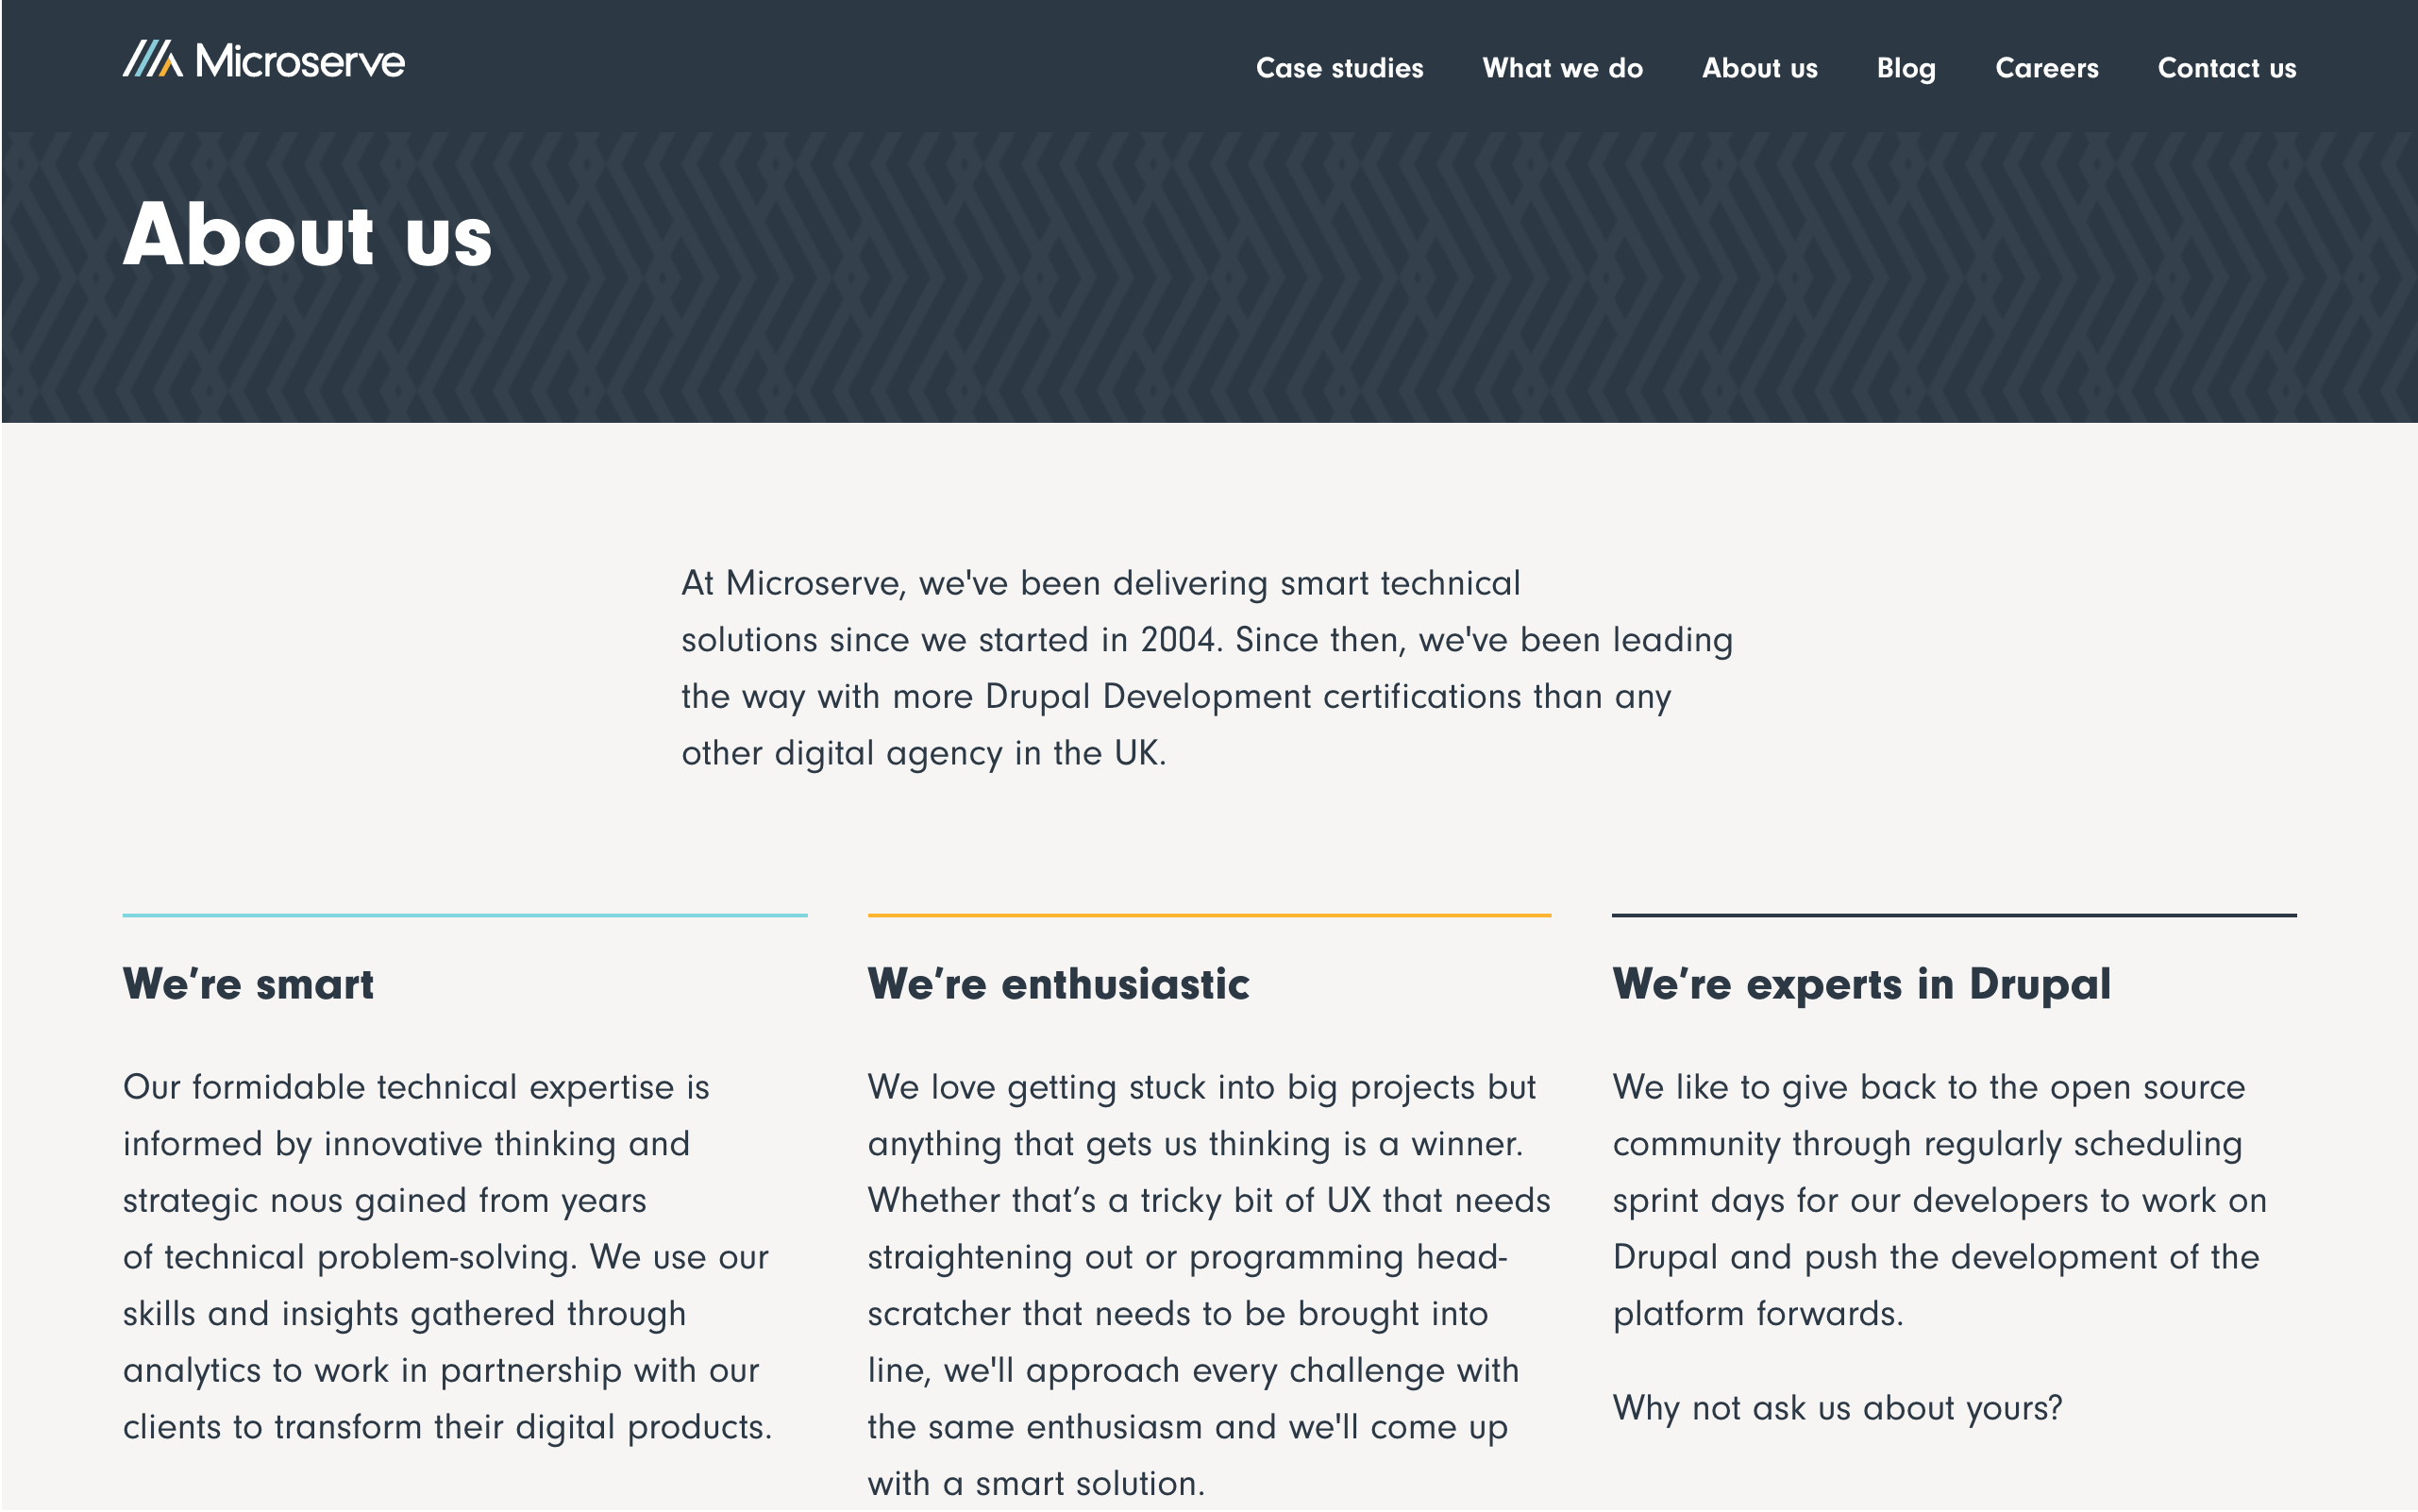 Microserve
Case studies
What we do
About us
Blog
Careers
Contact us
About us
At Microserve, we've been delivering smart technical
solutions since we started in 2004. Since then, we've been leading
the way with more Drupal Development certifications than any
other digital agency in the UK.
We’re smart
Our formidable technical expertise is
informed by innovative thinking and
strategic nous gained from years
of technical problem-solving. We use our
skills and insights gathered through
analytics to work in partnership with our
clients to transform their digital products.
We’re enthusiastic
We love getting stuck into big projects but
anything that gets us thinking is a winner.
Whether that’s a tricky bit of UX that needs
straightening out or programming head-
scratcher that needs to be brought into
line, we'll approach every challenge with
the same enthusiasm and we'll come up
with a smart solution.
We’re experts in Drupal
We like to give back to the open source
community through regularly scheduling
sprint days for our developers to work on
Drupal and push the development of the
platform forwards.
Why not ask us about yours?